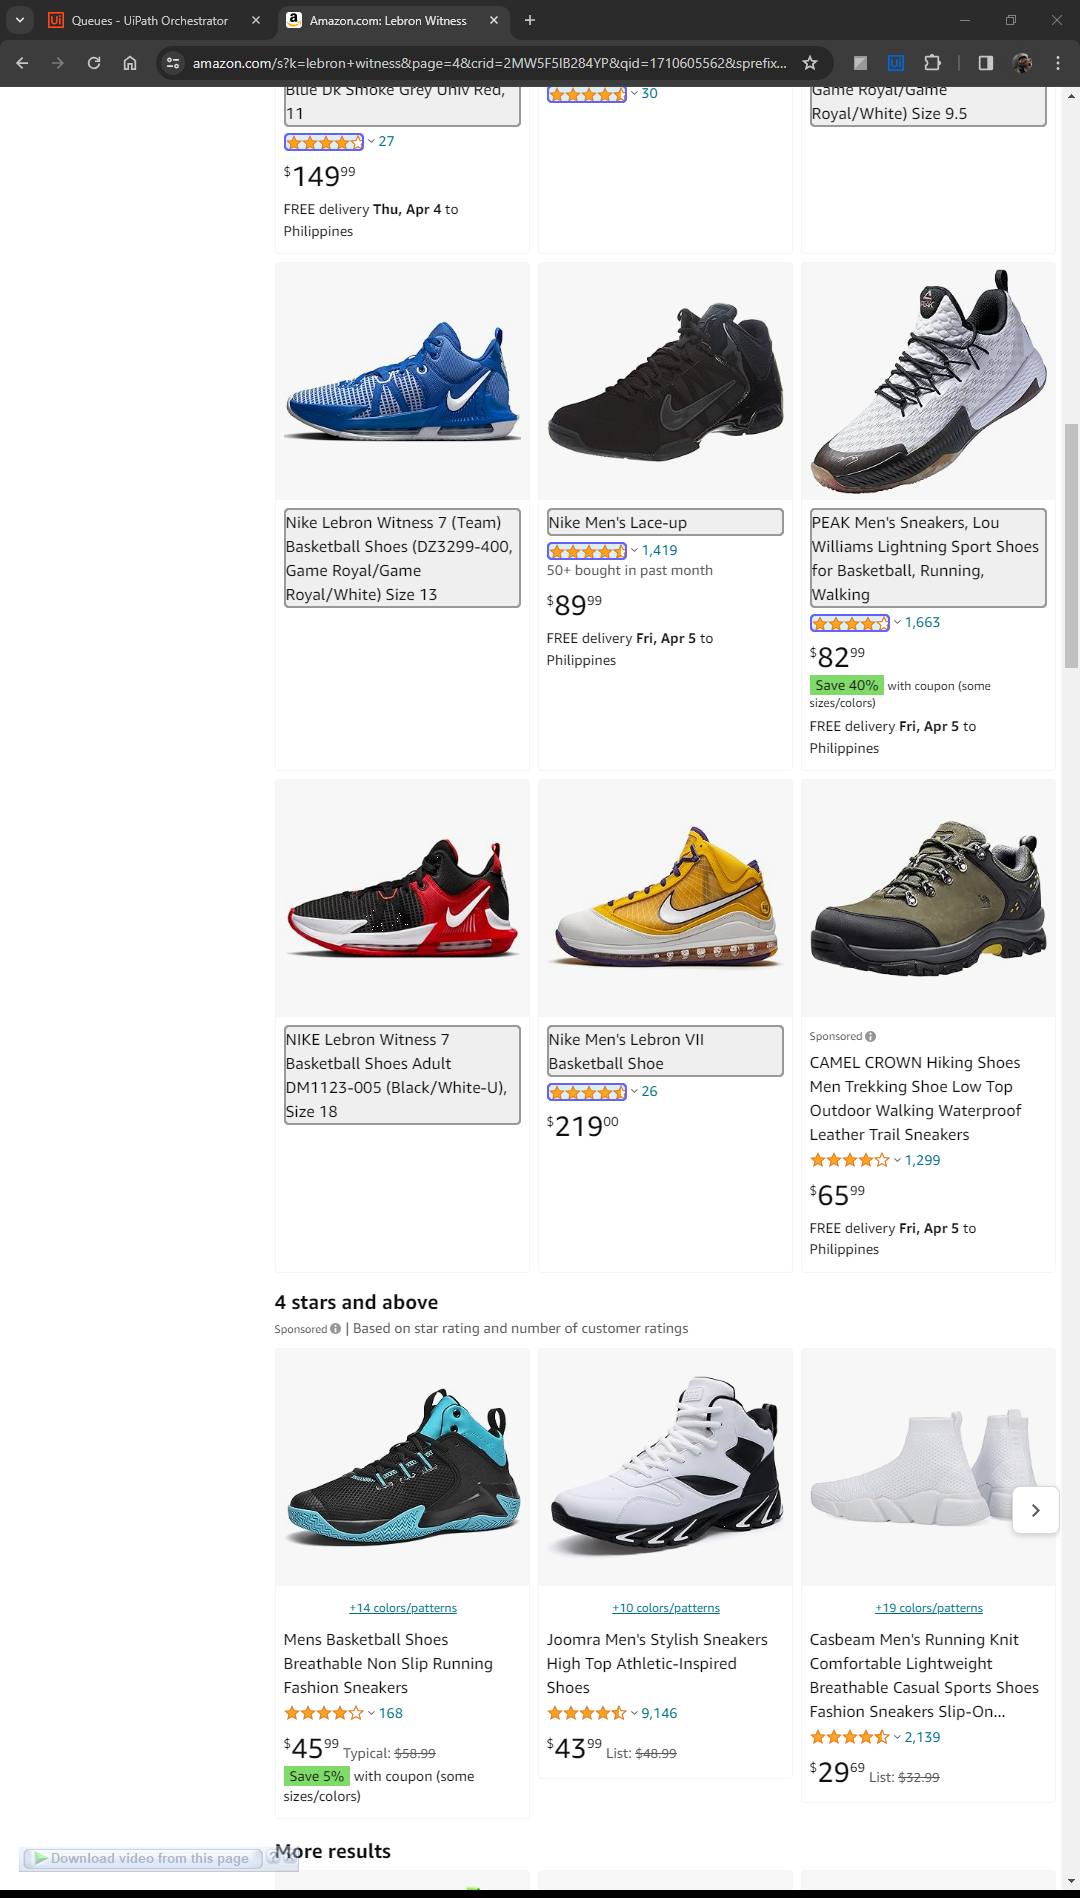 Queues - UiPath Orchestrator
Amazon.com: Lebron Witness
amazon.com/s?k=lebron+witness&page=4&crid=2MW5F5IB284YP&qid=1710605562&sprefix...
Blue Dk Smoke Grey Univ Red,
11
27
$149.99
FREE delivery Thu, Apr 4 to
Philippines
30
Game Royal/Game
Royal/White) Size 9.5
Nike Lebron Witness 7 (Team)
Basketball Shoes (DZ3299-400,
Game Royal/Game
Royal/White) Size 13
Nike Men's Lace-up
1,419
50+ bought in past month
$89.99
FREE delivery Fri, Apr 5 to
Philippines
PEAK Men's Sneakers, Lou
Williams Lightning Sport Shoes
for Basketball, Running,
Walking
1,663
$82.99
Save 40% with coupon (some
sizes/colors)
FREE delivery Fri, Apr 5 to
Philippines
NIKE Lebron Witness 7
Basketball Shoes Adult
DM1123-005 (Black/White-U),
Size 18
Nike Men's Lebron VII
Basketball Shoe
26
$219.00
Sponsored
CAMEL CROWN Hiking Shoes
Men Trekking Shoe Low Top
Outdoor Walking Waterproof
Leather Trail Sneakers
1,299
$65.99
FREE delivery Fri, Apr 5 to
Philippines
4 stars and above
Sponsored | Based on star rating and number of customer ratings
+14 colors/patterns
Mens Basketball Shoes
Breathable Non Slip Running
Fashion Sneakers
168
$45.99 Typical: $58.99
Save 5% with coupon (some
sizes/colors)
+10 colors/patterns
Joomra Men's Stylish Sneakers
High Top Athletic-Inspired
Shoes
9,146
$43.99 List: $48.99
+19 colors/patterns
Casbeam Men's Running Knit
Comfortable Lightweight
Breathable Casual Sports Shoes
Fashion Sneakers Slip-On...
2,139
$29.69 List: $32.99
More results
Download video from this page